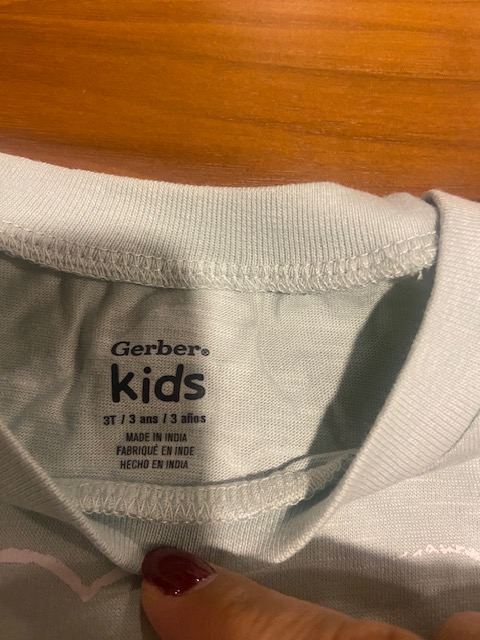 Gerber®
kids
3T / 3 ans / 3 años
MADE IN INDIA
FABRIQUÉ EN INDE
HECHO EN INDIA